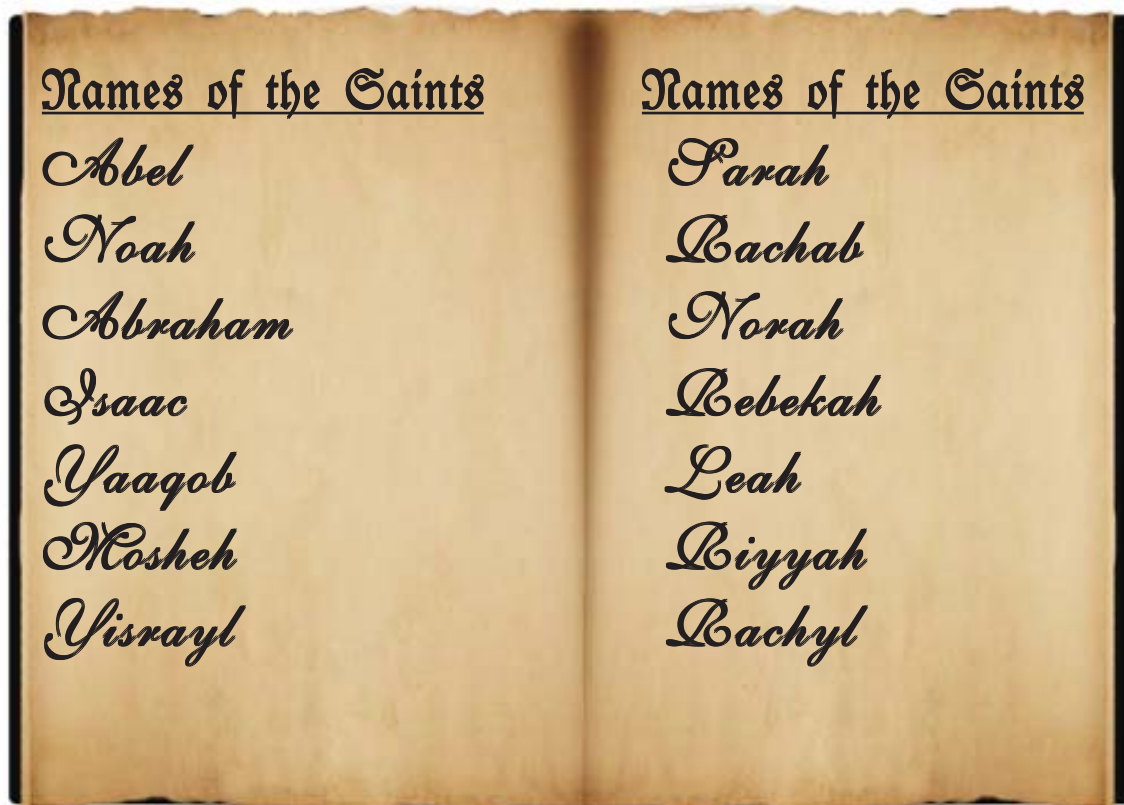 Names of the Saints
Abel
Noah
Abraham
Isaac
Yaaqob
Mosheh
Yisrayl
Names of the Saints
Sarah
Rachab
Norah
Rebekah
Leah
Riyyah
Rachyl